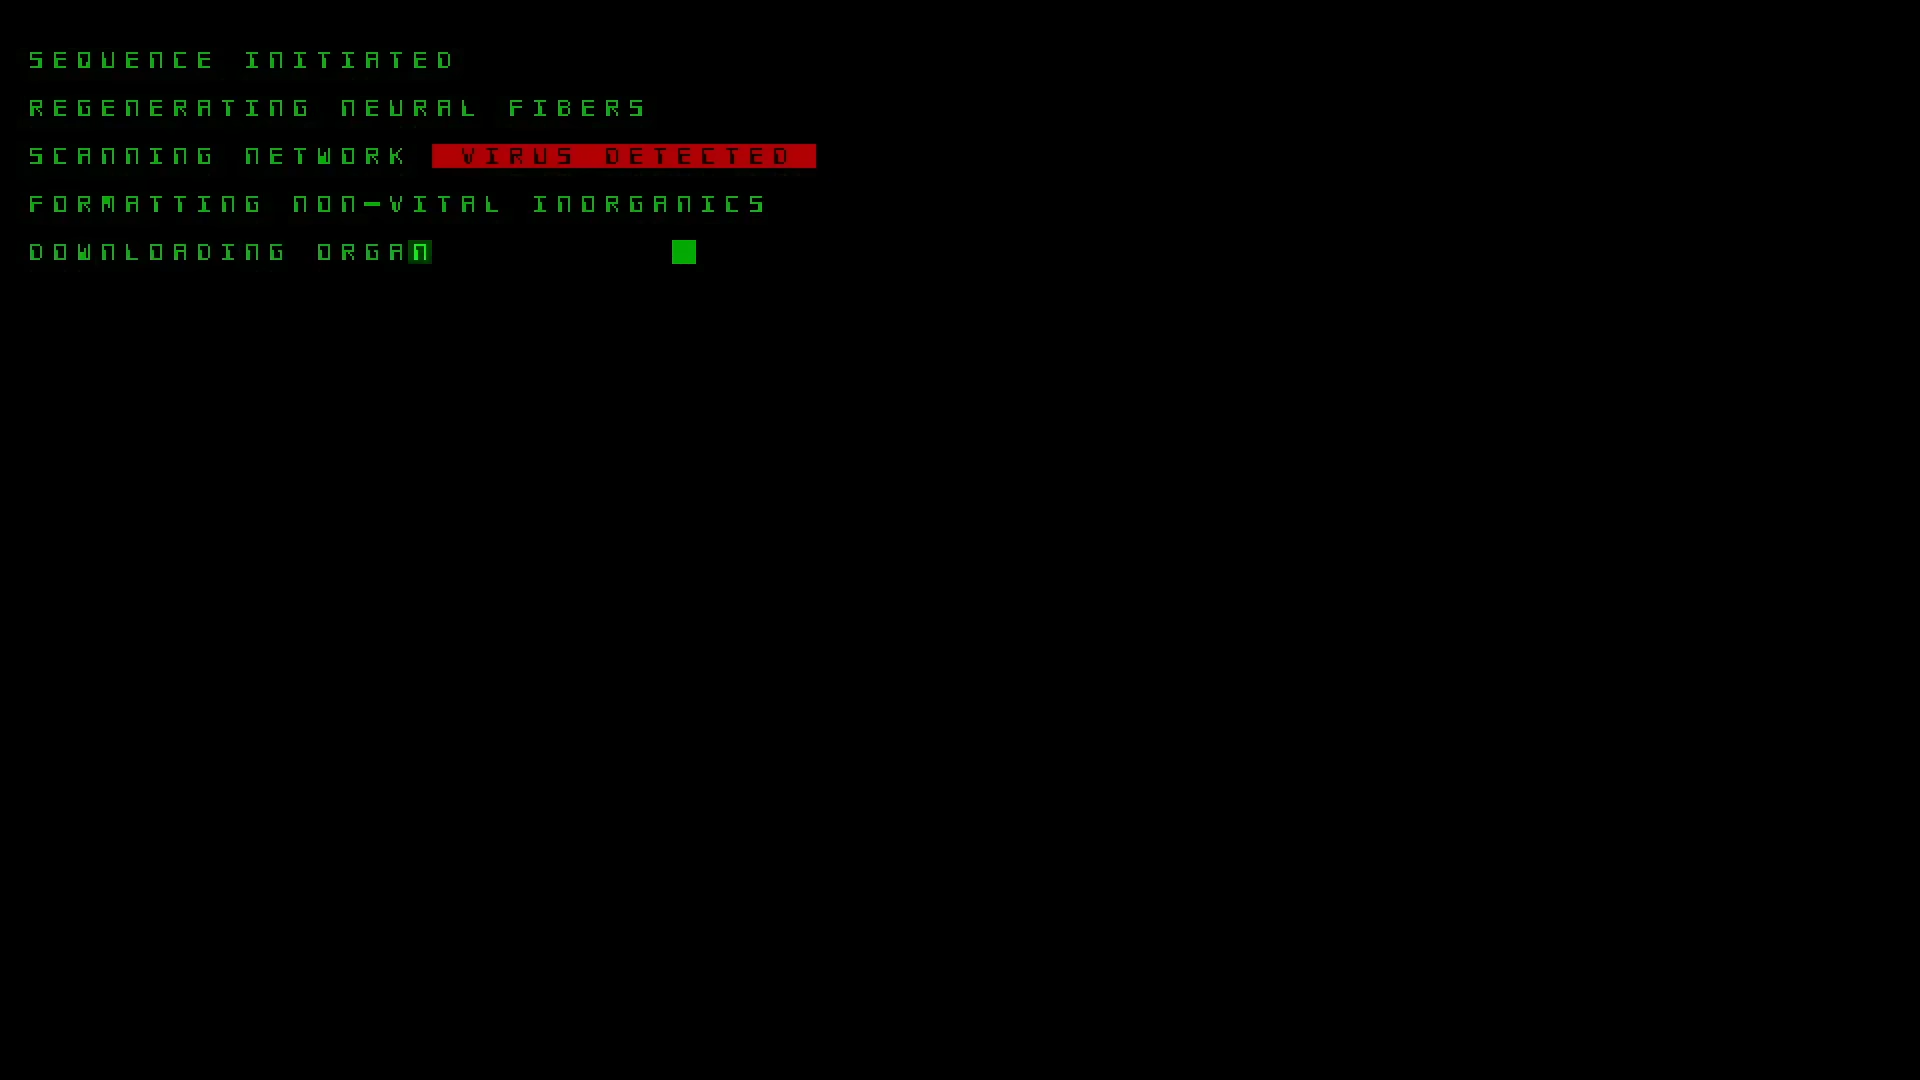 SEQUENCE INITIATED
REGENERATING NEURAL FIBERS
SCANNING NETWORK VIRUS DETECTED
FORMATTING NON-VITAL INORGANICS
DOWNLOADING ORGAN